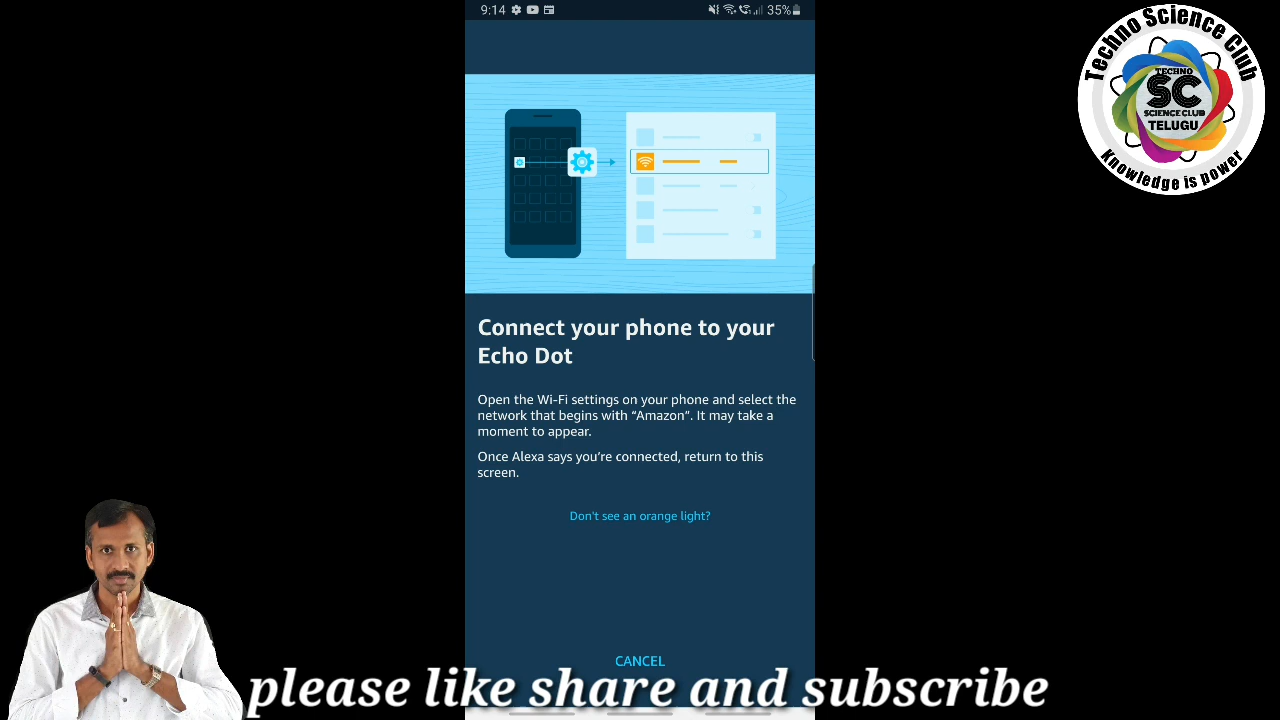 9:14
35%
Techno Science Club
TECHNO
SC
SCIENCE CLUB
TELUGU
Knowledge is power
Connect your phone to your
Echo Dot
Open the Wi-Fi settings on your phone and select the
network that begins with “Amazon”. It may take a
moment to appear.
Once Alexa says you’re connected, return to this
screen.
Don't see an orange light?
CANCEL
please like share and subscribe